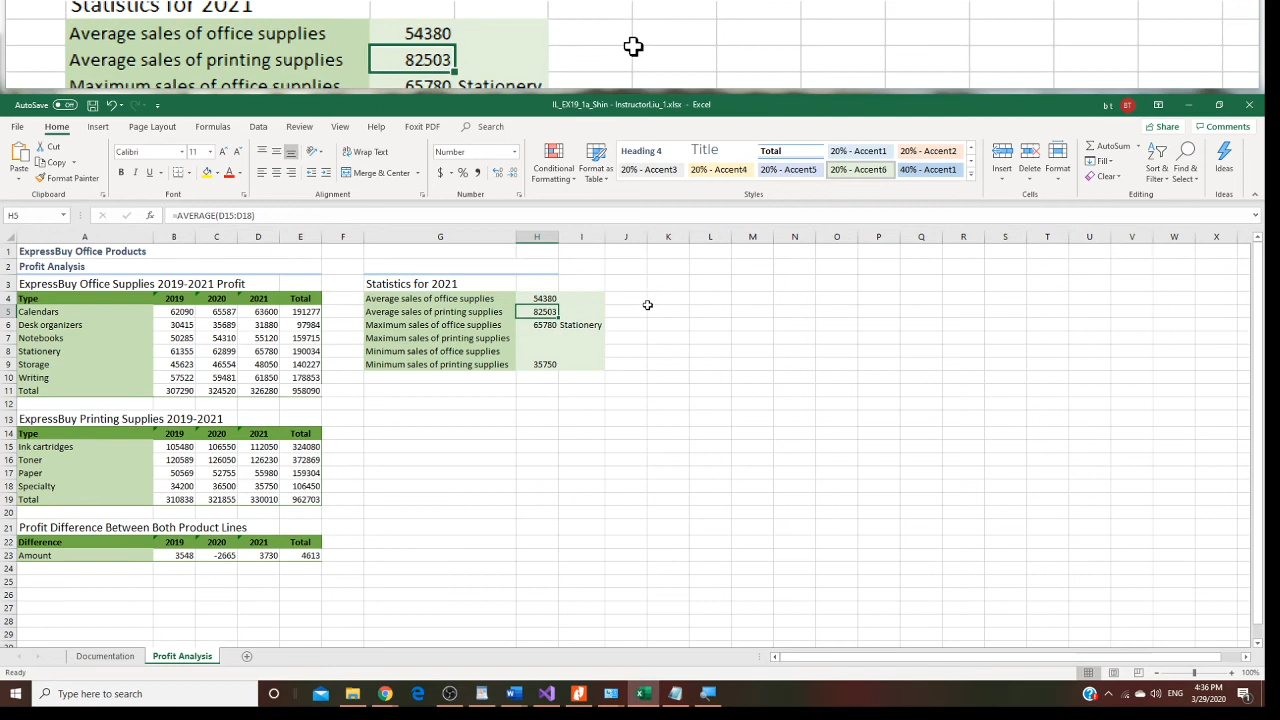 Statistics for 2021
Average sales of office supplies 54380
Average sales of printing supplies 82503
Maximum sales of office supplies 65780 Stationery
AutoSave Off IL_EX19_1a_Shin - InstructorLiu_1.xlsx - Excel b t BT
File Home Insert Page Layout Formulas Data Review View Help Foxit PDF Search Share Comments
Cut Calibri 11 A A Wrap Text Number Heading 4 Title Total 20% - Accent1 20% - Accent2 AutoSum
Copy Fill
Paste Format Painter B I U A Merge & Center $ % 20% - Accent3 20% - Accent4 20% - Accent5 20% - Accent6 40% - Accent1 Clear
Conditional Formatting Format as Table Insert Delete Format Sort & Filter Find & Select Ideas
Clipboard Font Alignment Number Styles Cells Editing Ideas
H5 fx =AVERAGE(D15:D18)
A B C D E F G H I J K L M N O P Q R S T U V W X
1 ExpressBuy Office Products
2 Profit Analysis
3 ExpressBuy Office Supplies 2019-2021 Profit Statistics for 2021
4 Type 2019 2020 2021 Total Average sales of office supplies 54380
5 Calendars 62090 65587 63600 191277 Average sales of printing supplies 82503
6 Desk organizers 30415 35689 31880 97984 Maximum sales of office supplies 65780 Stationery
7 Notebooks 50285 54310 55120 159715 Maximum sales of printing supplies
8 Stationery 61355 62899 65780 190034 Minimum sales of office supplies
9 Storage 45623 46554 48050 140227 Minimum sales of printing supplies 35750
10 Writing 57522 59481 61850 178853
11 Total 307290 324520 326280 958090
12
13 ExpressBuy Printing Supplies 2019-2021
14 Type 2019 2020 2021 Total
15 Ink cartridges 105480 106550 112050 324080
16 Toner 120589 126050 126230 372869
17 Paper 50569 52755 55980 159304
18 Specialty 34200 36500 35750 106450
19 Total 310838 321855 330010 962703
20
21 Profit Difference Between Both Product Lines
22 Difference 2019 2020 2021 Total
23 Amount 3548 -2665 3730 4613
24
25
26
27
28
29
Documentation Profit Analysis
Ready 100%
Type here to search ENG 4:36 PM
3/29/2020